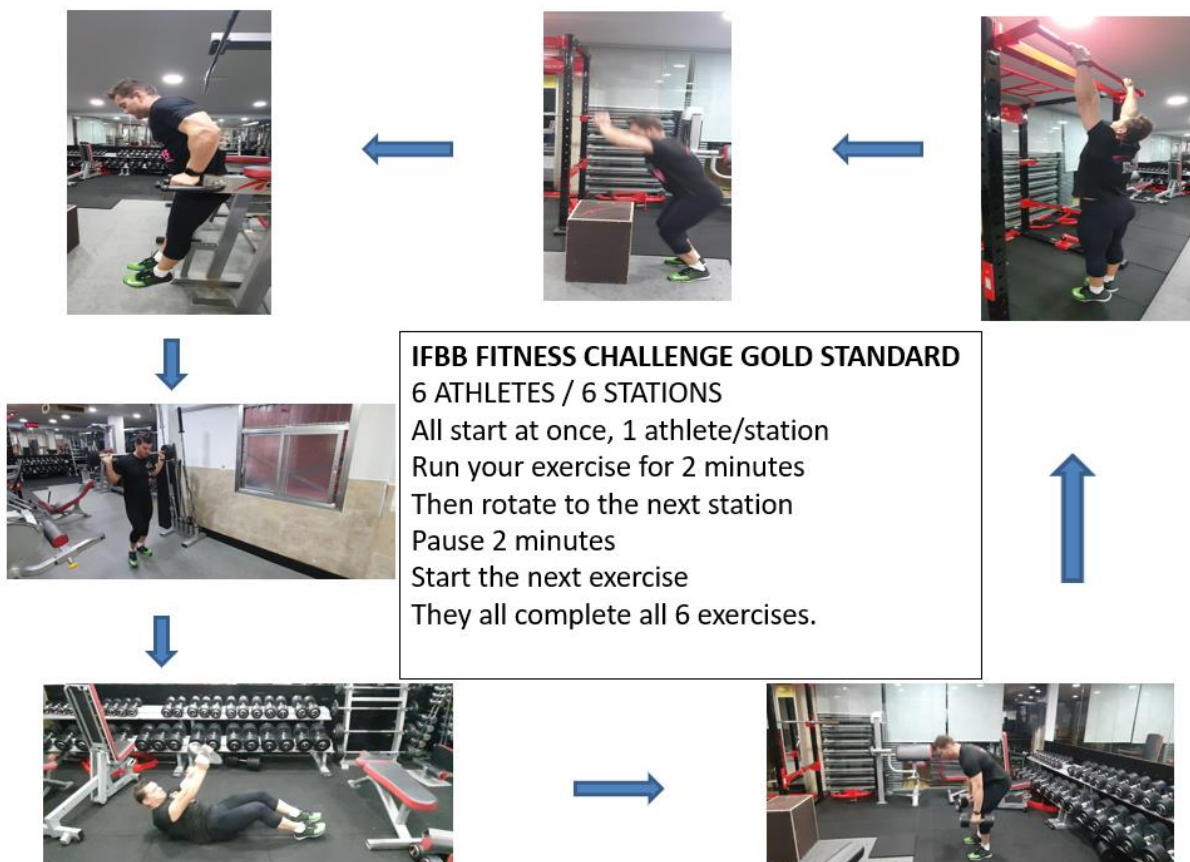 IFBB FITNESS CHALLENGE GOLD STANDARD
6 ATHLETES / 6 STATIONS
All start at once, 1 athlete/station
Run your exercise for 2 minutes
Then rotate to the next station
Pause 2 minutes
Start the next exercise
They all complete all 6 exercises.